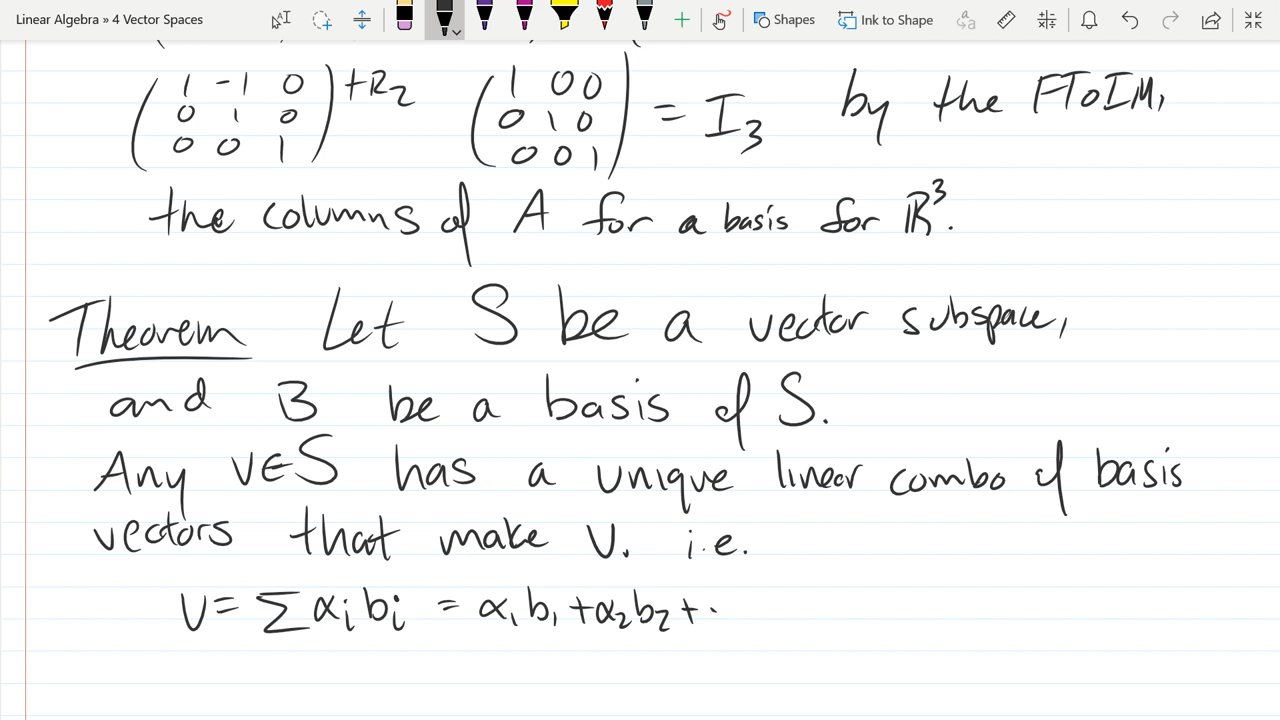 Linear Algebra » 4 Vector Spaces
Shapes
Ink to Shape
( 1 -1 0 ) +R₂ ( 1 0 0 )
( 0 1 0 ) ( 0 1 0 ) = I₃ by the FToIM,
( 0 0 1 ) ( 0 0 1 )
the columns of A for a basis for ℝ³.
Theorem Let S be a vector subspace,
and B be a basis of S.
Any v∈S has a unique linear combo of basis
vectors that make v. i.e.
v = ∑ αᵢ bᵢ = α₁b₁ + α₂b₂ + ·